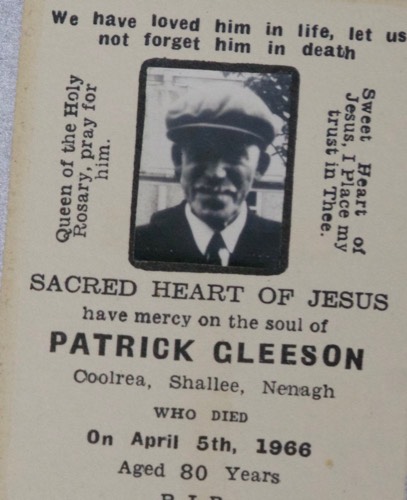 We have loved him in life, let us
not forget him in death
Queen of the Holy
Rosary, pray for
him.
Sweet Heart of
Jesus, I Place my
trust in Thee.
SACRED HEART OF JESUS
have mercy on the soul of
PATRICK GLEESON
Coolrea, Shallee, Nenagh
WHO DIED
On April 5th, 1966
Aged 80 Years
R.I.P.